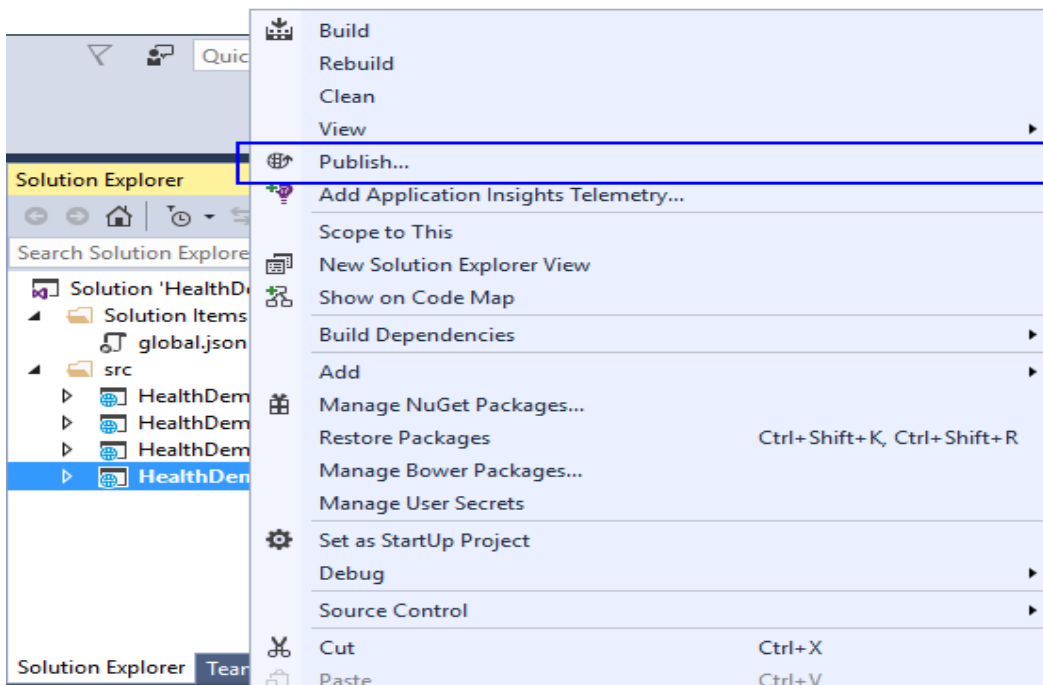 Quic
Solution Explorer
Search Solution Explore
Solution 'HealthD
Solution Items
global.json
src
HealthDem
HealthDem
HealthDem
HealthDem
Solution Explorer
Tear
Build
Rebuild
Clean
View
Publish...
Add Application Insights Telemetry...
Scope to This
New Solution Explorer View
Show on Code Map
Build Dependencies
Add
Manage NuGet Packages...
Restore Packages Ctrl+Shift+K, Ctrl+Shift+R
Manage Bower Packages...
Manage User Secrets
Set as StartUp Project
Debug
Source Control
Cut Ctrl+X
Paste Ctrl+V